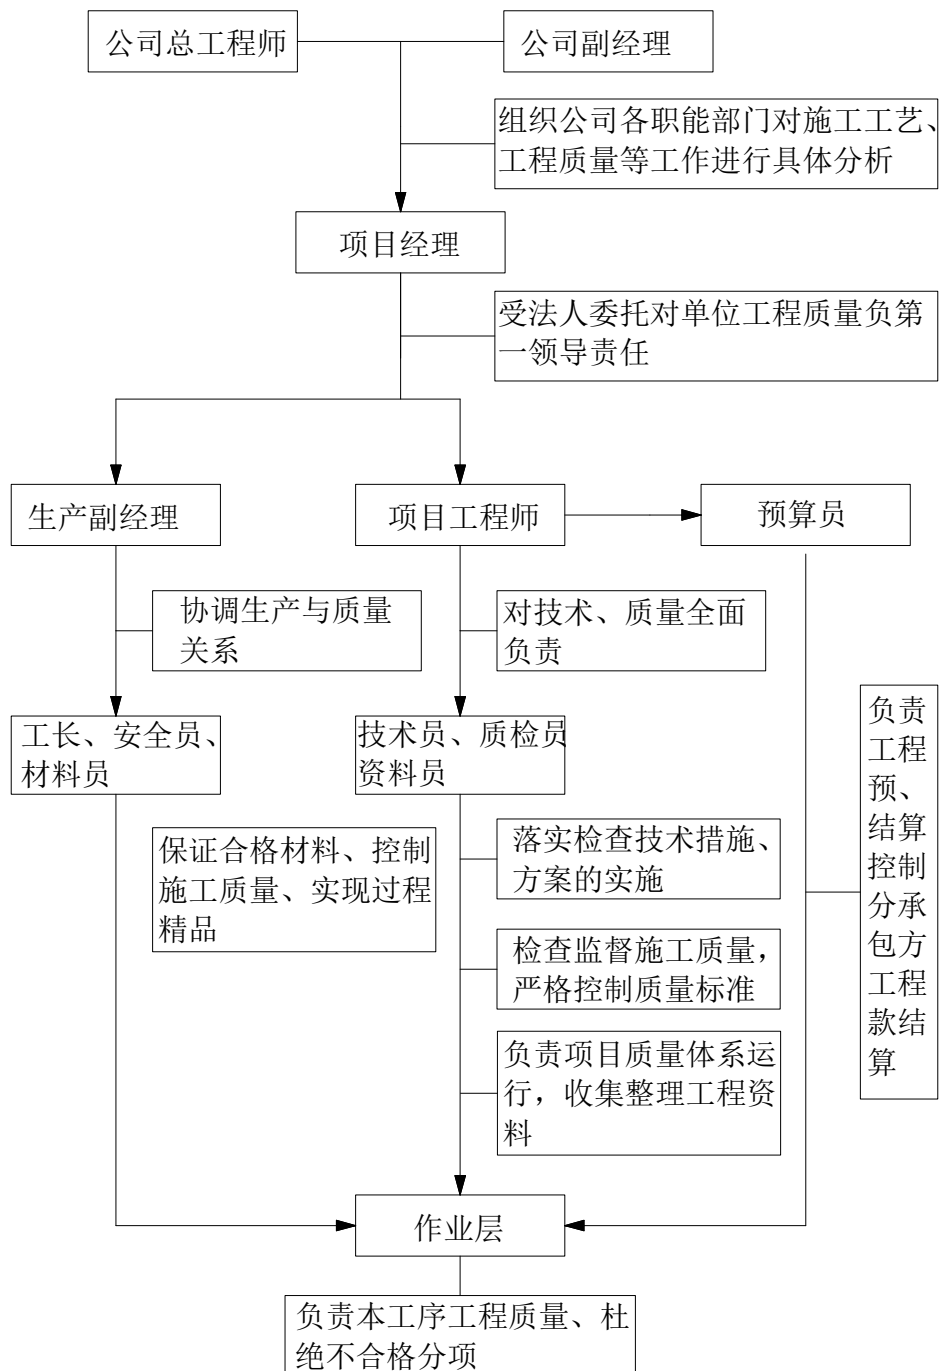 公司总工程师
公司副经理
组织公司各职能部门对施工工艺、
工程质量等工作进行具体分析
项目经理
受法人委托对单位工程质量负第
一领导责任
生产副经理
项目工程师
预算员
协调生产与质量
关系
对技术、质量全面
负责
工长、安全员、
材料员
技术员、质检员
资料员
负责
工程
预、
结算
控制
分承
包方
工程
款结
算
保证合格材料、控制
施工质量、实现过程
精品
落实检查技术措施、
方案的实施
检查监督施工质量，
严格控制质量标准
负责项目质量体系运
行，收集整理工程资
料
作业层
负责本工序工程质量、杜
绝不合格分项